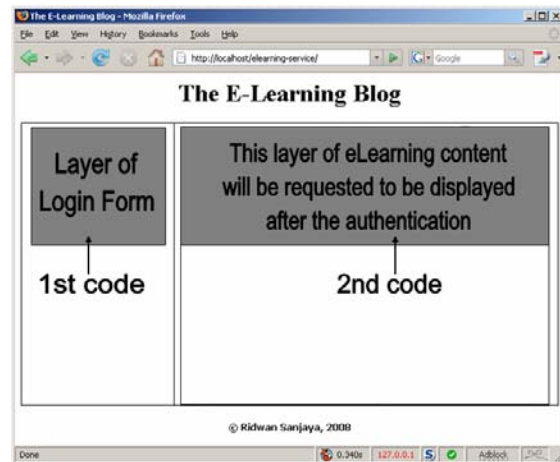 The E-Learning Blog - Mozilla Firefox
File Edit View History Bookmarks Tools Help
http://localhost/elearning-service/
Google
The E-Learning Blog
Layer of
Login Form
This layer of eLearning content
will be requested to be displayed
after the authentication
1st code
2nd code
© Ridwan Sanjaya, 2008
Done 0.340s 127.0.0.1 S Adblock